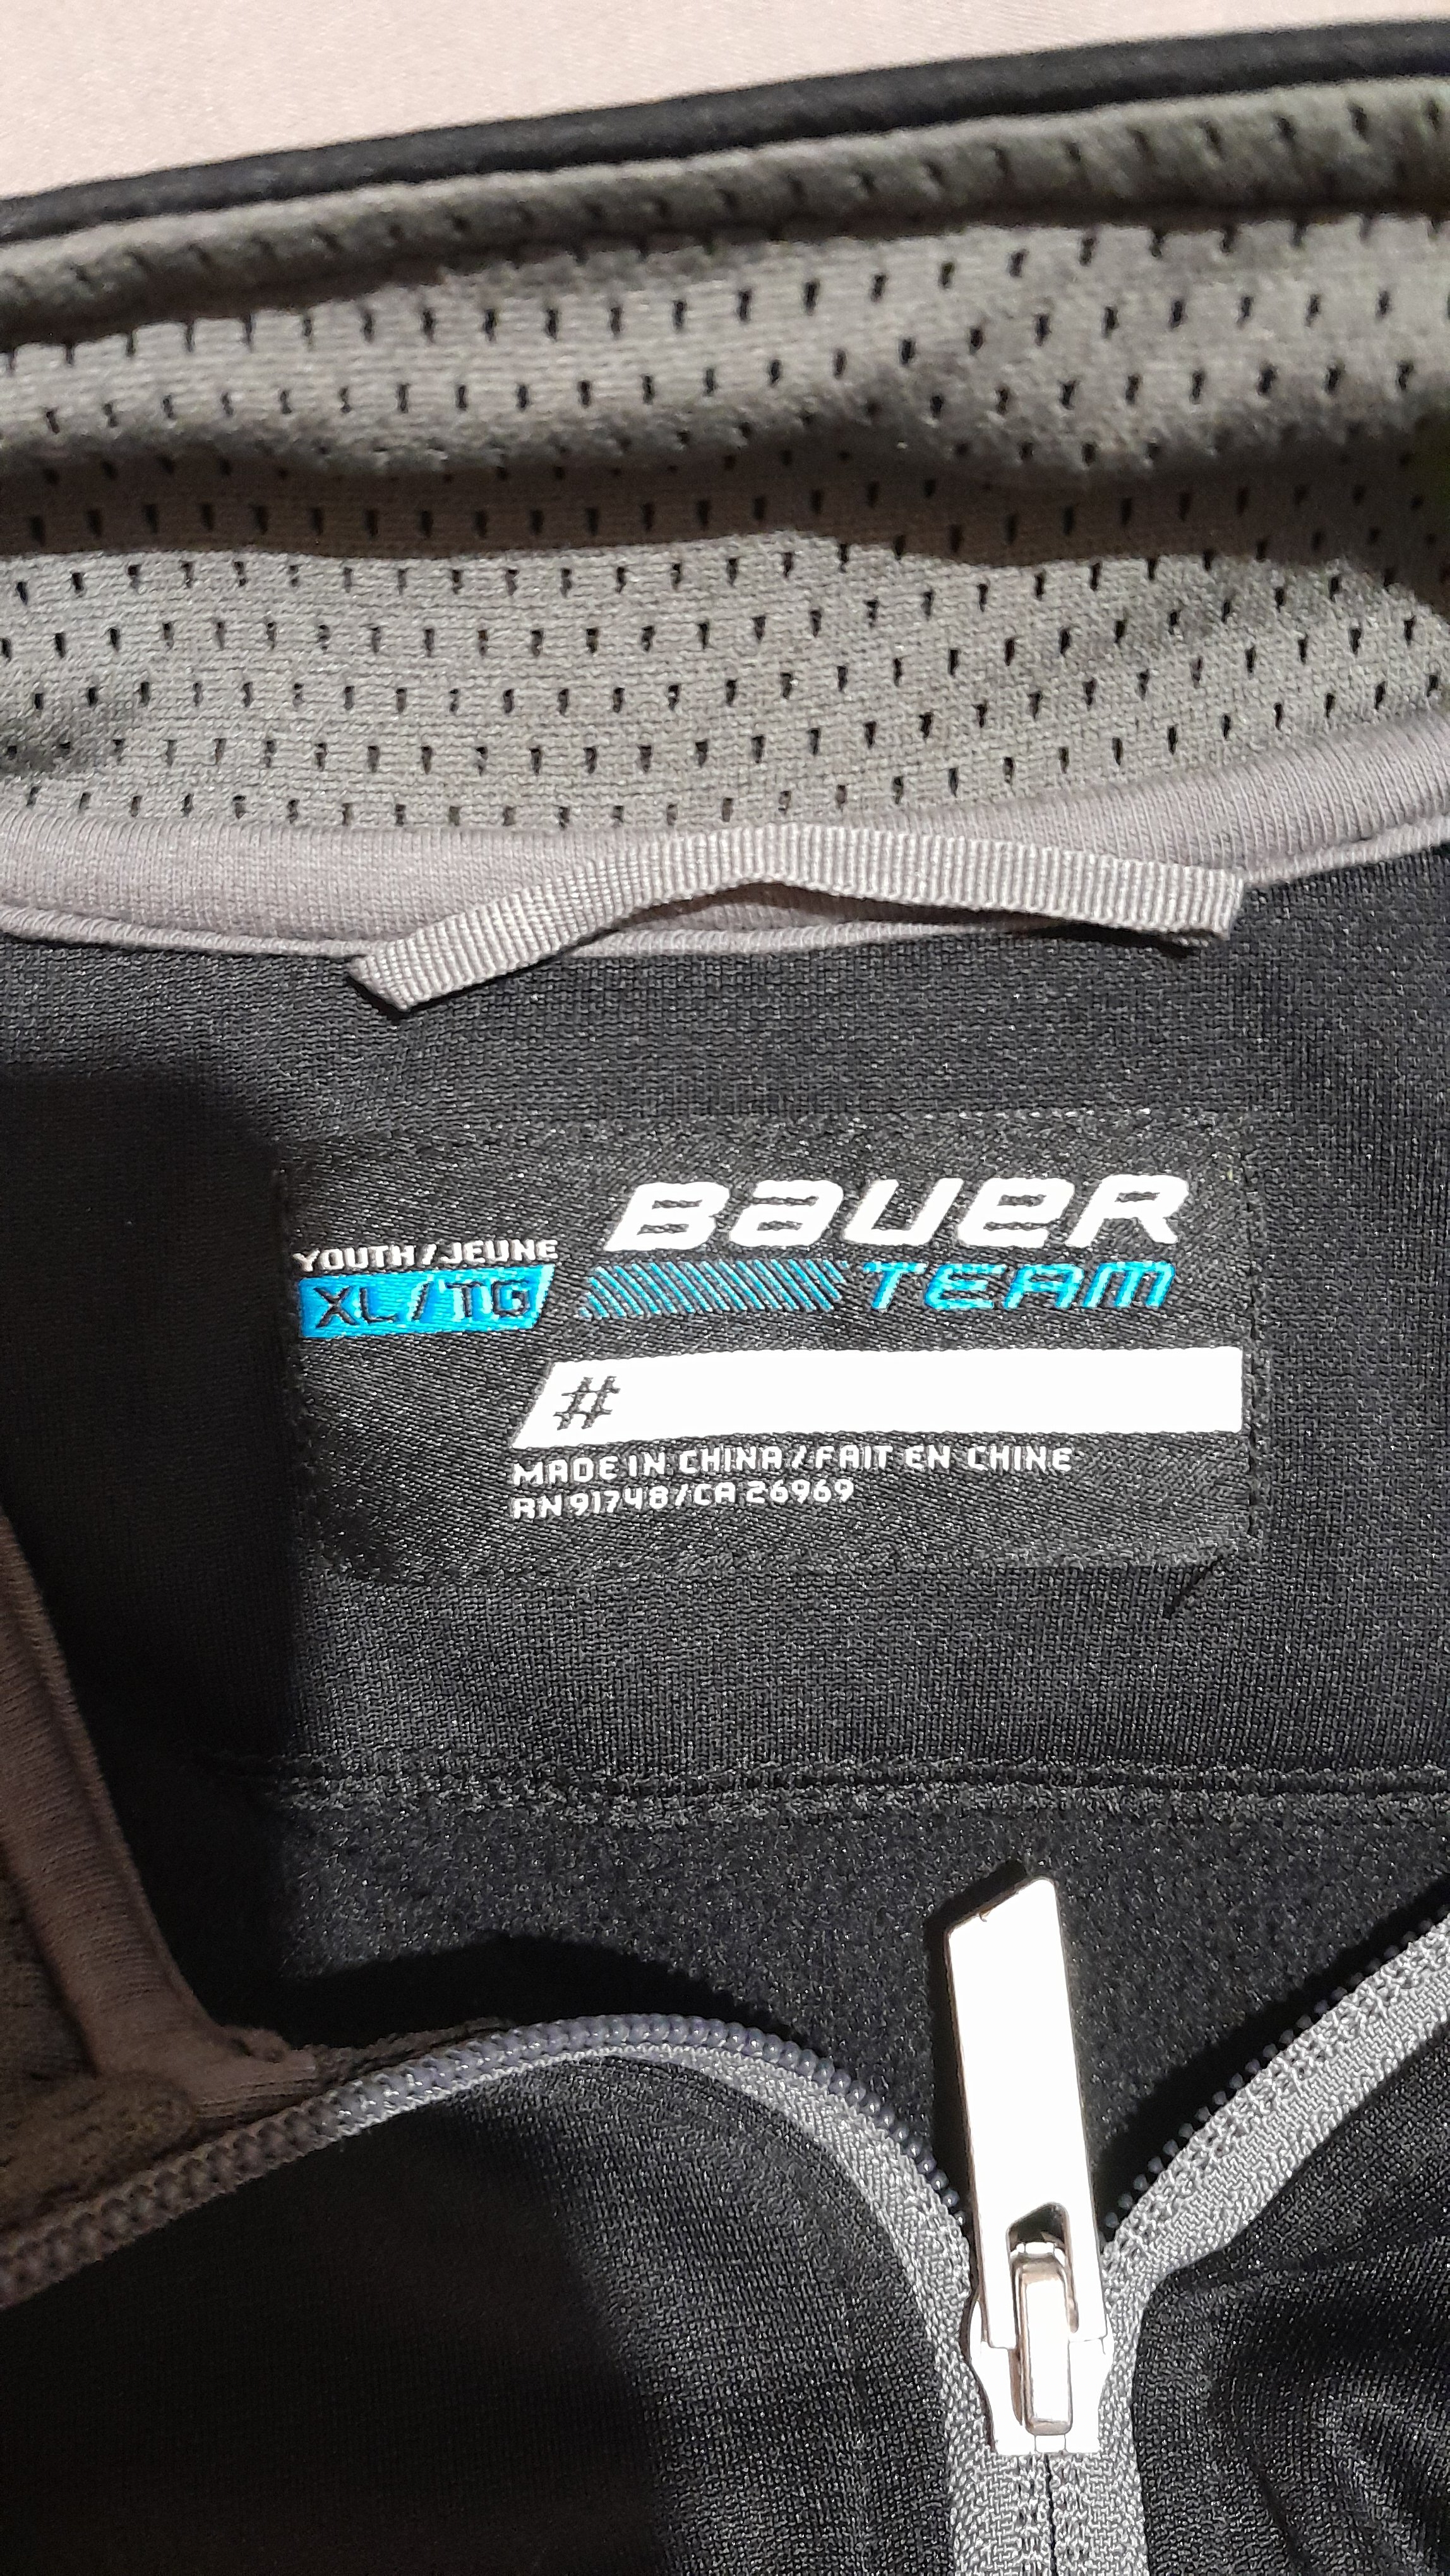 BAUER
YOUTH/JEUNE
XL/TG
TEAM
#
MADE IN CHINA/FAIT EN CHINE
RN 91748/CA 26969